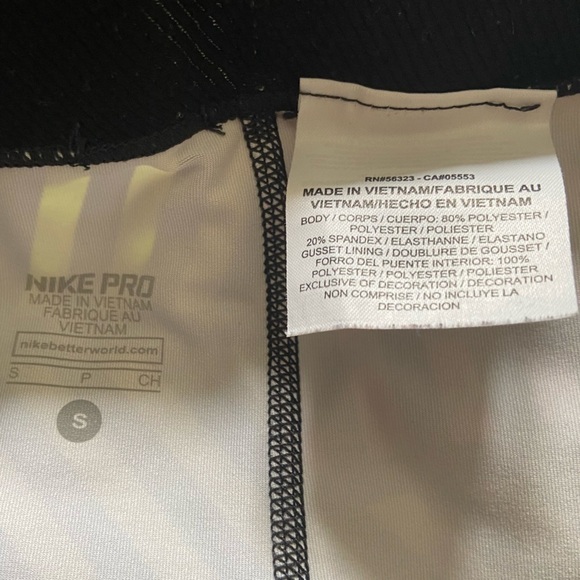 NIKE PRO
MADE IN VIETNAM
FABRIQUE AU
VIETNAM
nikebetterworld.com
S P CH
S
RN#56323 - CA#05553
MADE IN VIETNAM/FABRIQUE AU
VIETNAM/HECHO EN VIETNAM
BODY / CORPS / CUERPO: 80% POLYESTER /
POLYESTER / POLIESTER
20% SPANDEX / ELASTHANNE / ELASTANO
GUSSET LINING / DOUBLURE DE GOUSSET /
FORRO DEL PUENTE INTERIOR: 100%
POLYESTER / POLYESTER / POLIESTER
EXCLUSIVE OF DECORATION / DECORATION
NON COMPRISE / NO INCLUYE LA
DECORACION